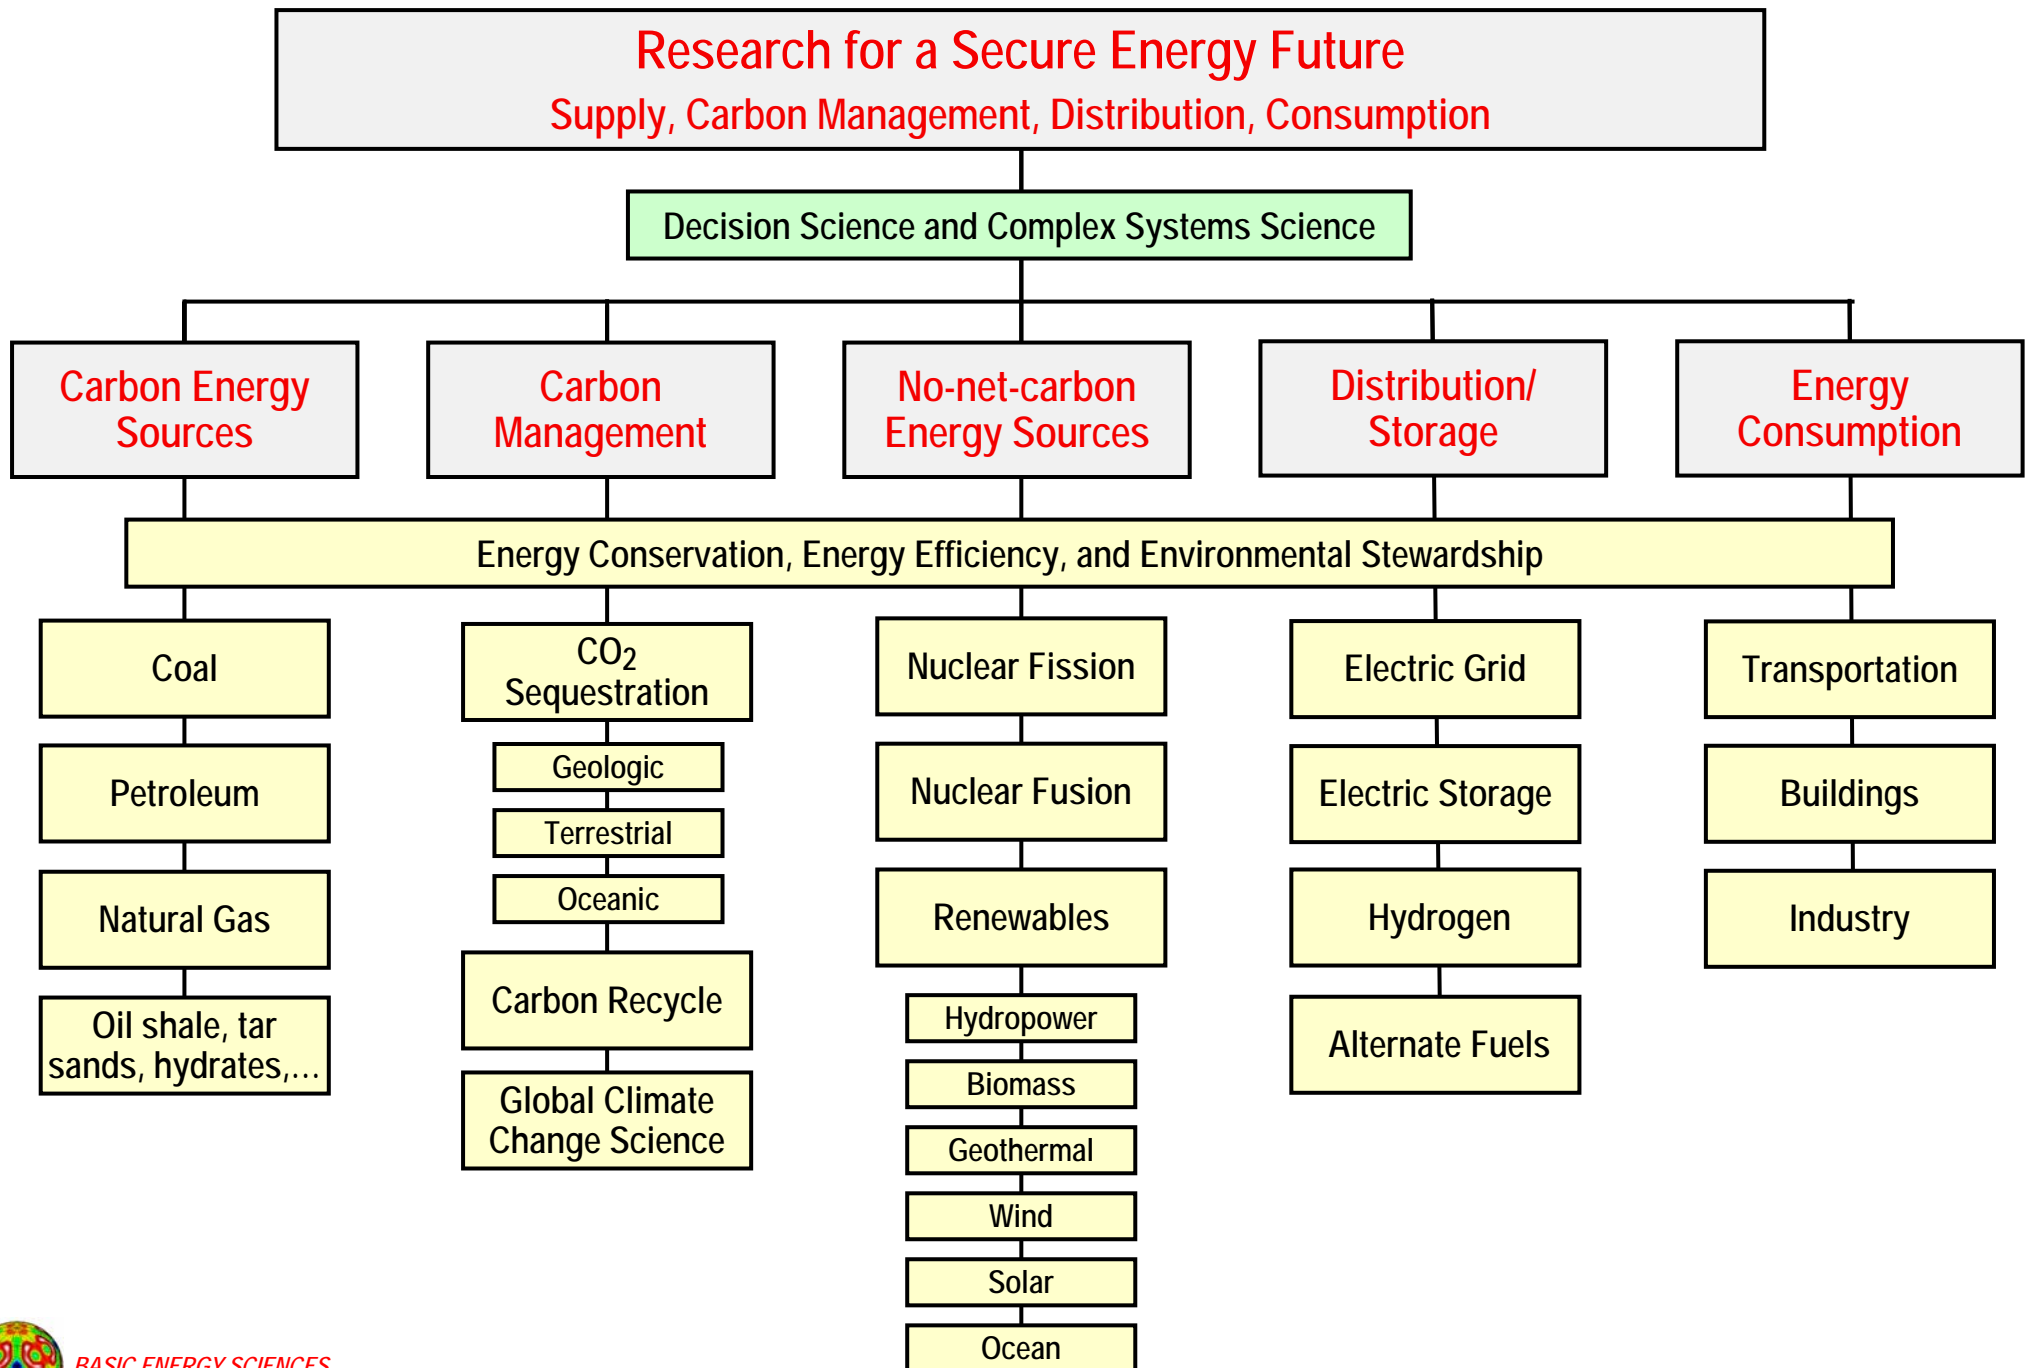 Research for a Secure Energy Future
Supply, Carbon Management, Distribution, Consumption
Decision Science and Complex Systems Science
Carbon Energy
Sources
Carbon
Management
No-net-carbon
Energy Sources
Distribution/
Storage
Energy
Consumption
Energy Conservation, Energy Efficiency, and Environmental Stewardship
Coal
Petroleum
Natural Gas
Oil shale, tar
sands, hydrates,…
CO2
Sequestration
Geologic
Terrestrial
Oceanic
Carbon Recycle
Global Climate
Change Science
Nuclear Fission
Nuclear Fusion
Renewables
Hydropower
Biomass
Geothermal
Wind
Solar
Ocean
Electric Grid
Electric Storage
Hydrogen
Alternate Fuels
Transportation
Buildings
Industry
BASIC ENERGY SCIENCES